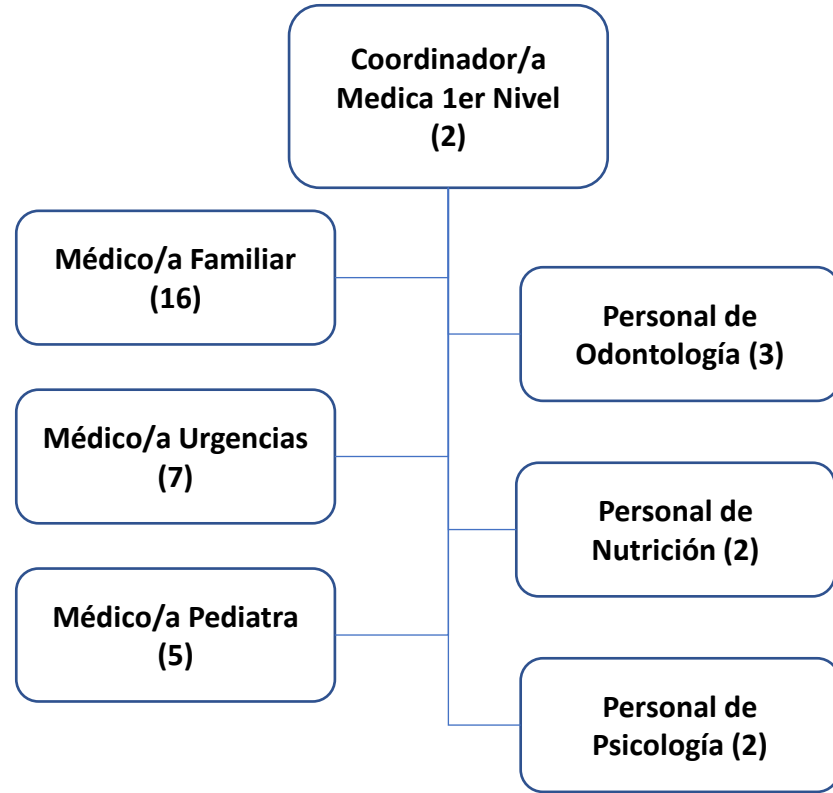 Coordinador/a
Medica 1er Nivel
(2)
Médico/a Familiar
(16)
Personal de
Odontología (3)
Médico/a Urgencias
(7)
Personal de
Nutrición (2)
Médico/a Pediatra
(5)
Personal de
Psicología (2)